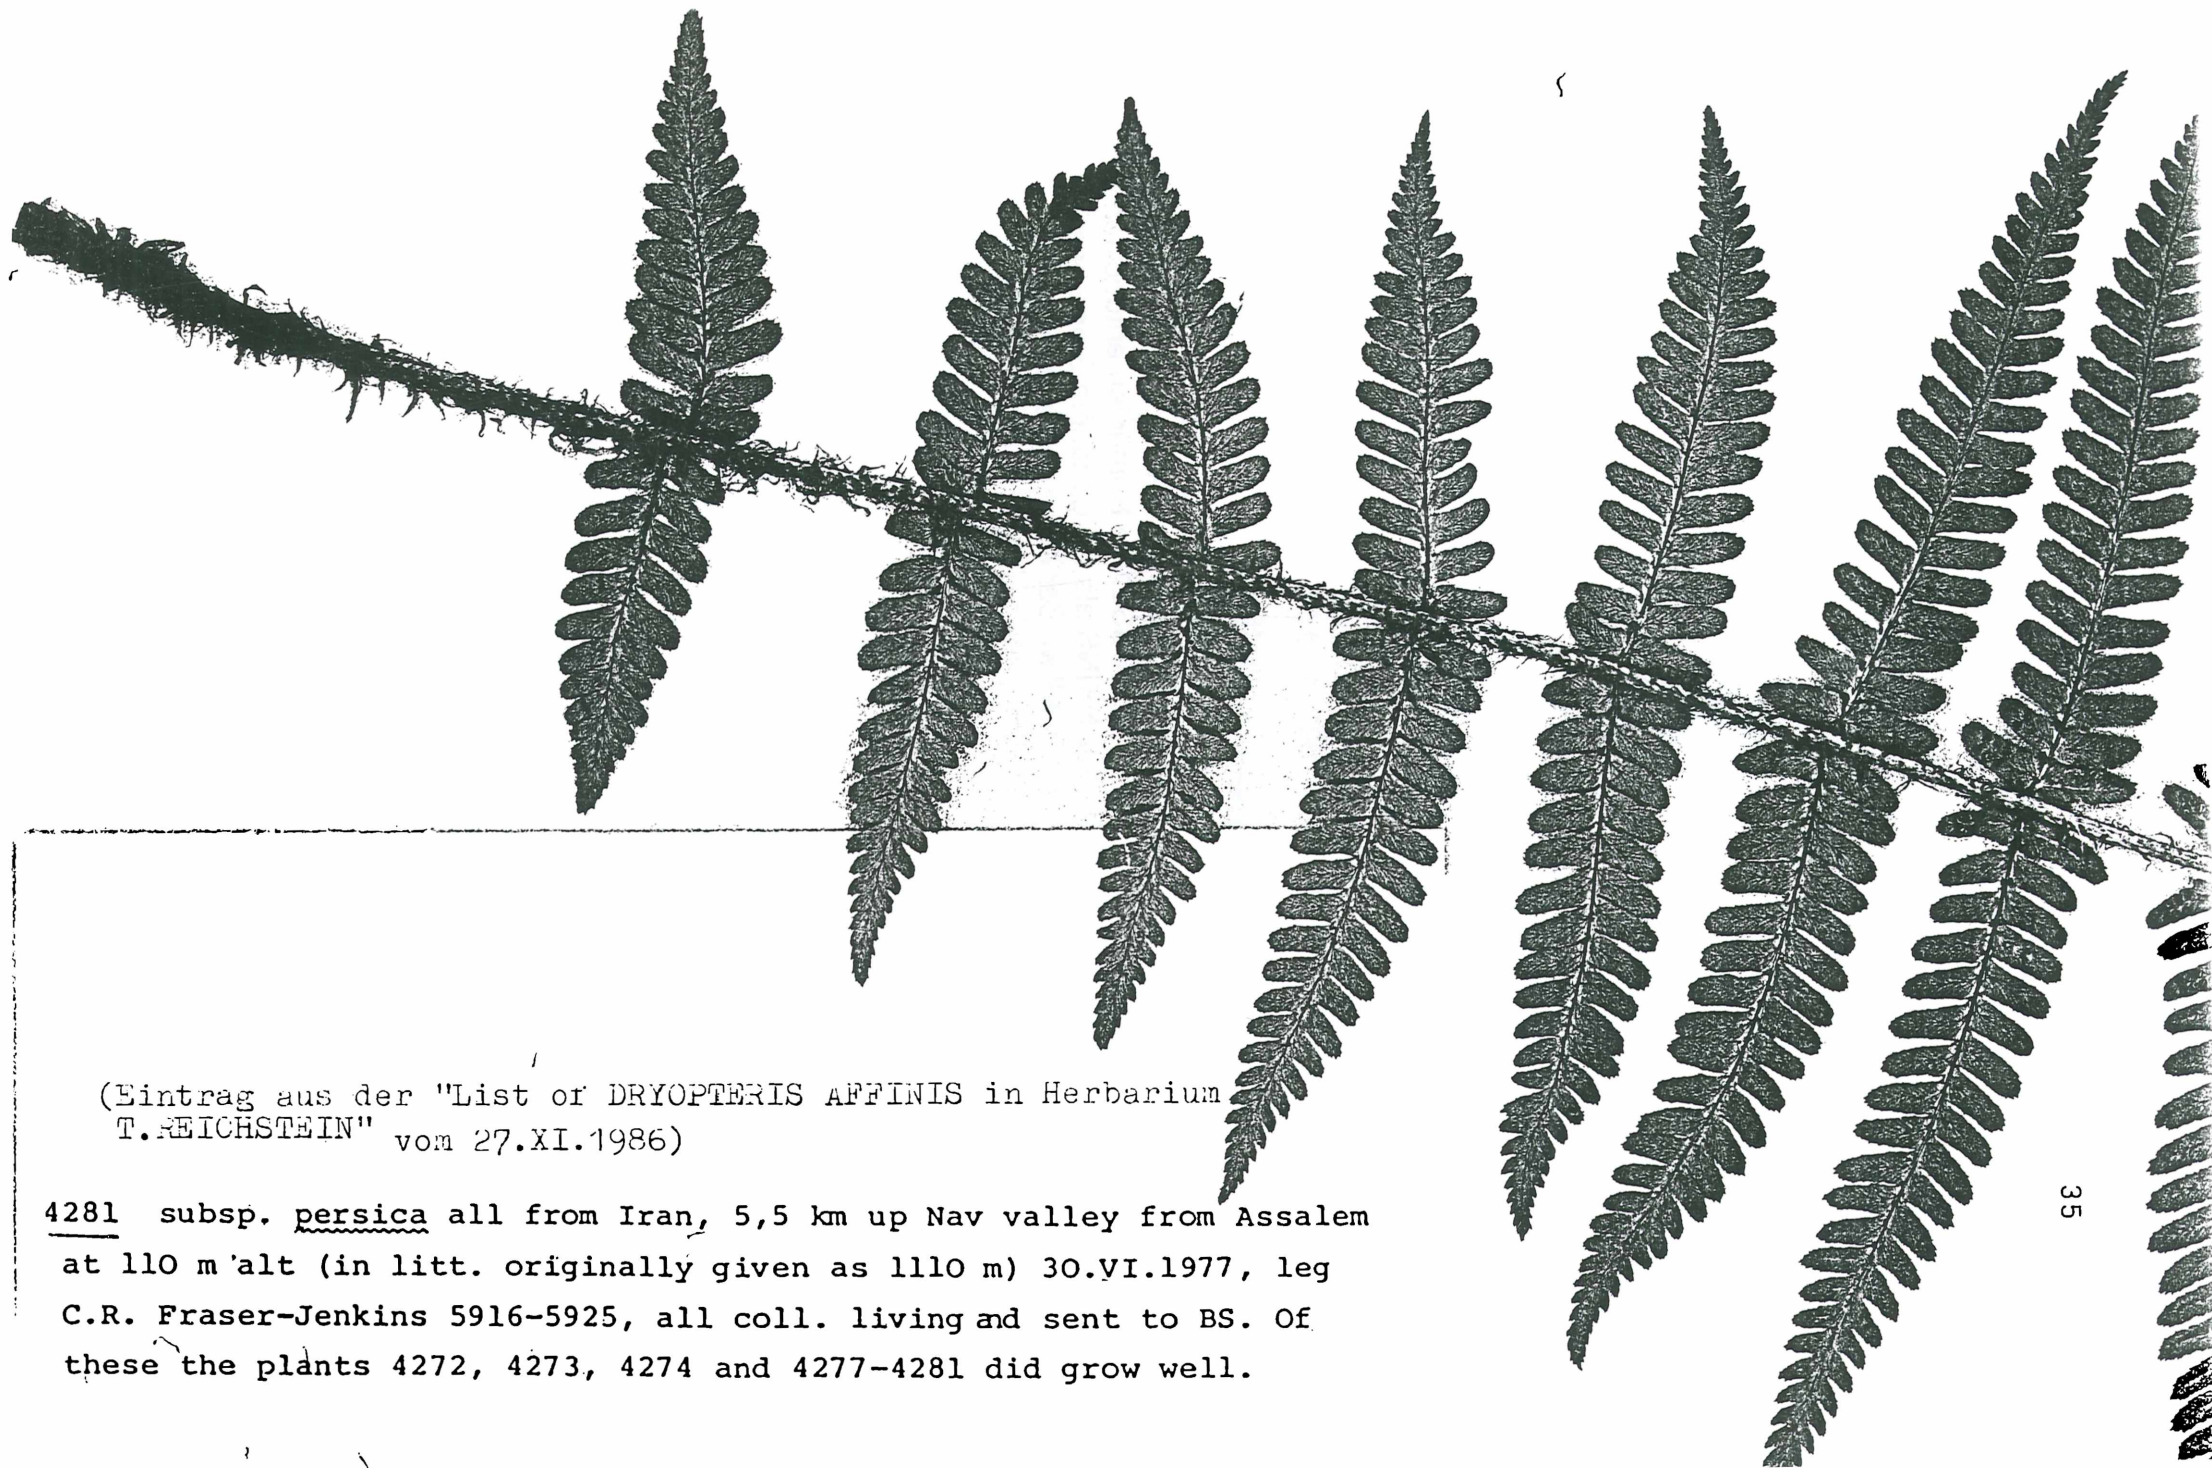 (Eintrag aus der "List of DRYOPTERIS AFFINIS in Herbarium
T.REICHSTEIN" vom 27.XI.1986)
4281 subsp. persica all from Iran, 5,5 km up Nav valley from Assalem
at 110 m alt (in litt. originally given as 1110 m) 30.VI.1977, leg
C.R. Fraser-Jenkins 5916-5925, all coll. living and sent to BS. Of
these the plants 4272, 4273, 4274 and 4277-4281 did grow well.
35